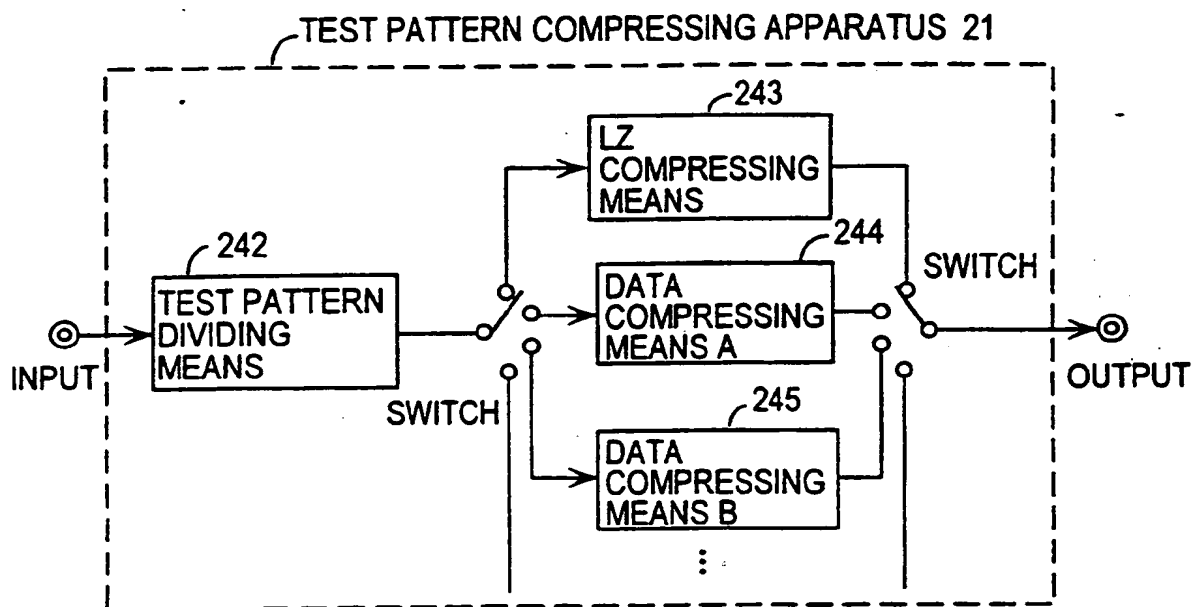 TEST PATTERN COMPRESSING APPARATUS 21
243
LZ
COMPRESSING
MEANS
242
TEST PATTERN
DIVIDING
MEANS
244
DATA
COMPRESSING
MEANS A
SWITCH
INPUT
OUTPUT
SWITCH
245
DATA
COMPRESSING
MEANS B
⋮